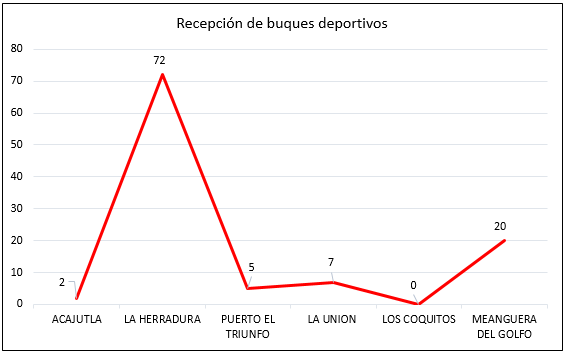 Recepción de buques deportivos
80
70
60
50
40
30
20
10
0
2
72
5
7
0
20
ACAJUTLA
LA HERRADURA
PUERTO EL
TRIUNFO
LA UNION
LOS COQUITOS
MEANGUERA
DEL GOLFO